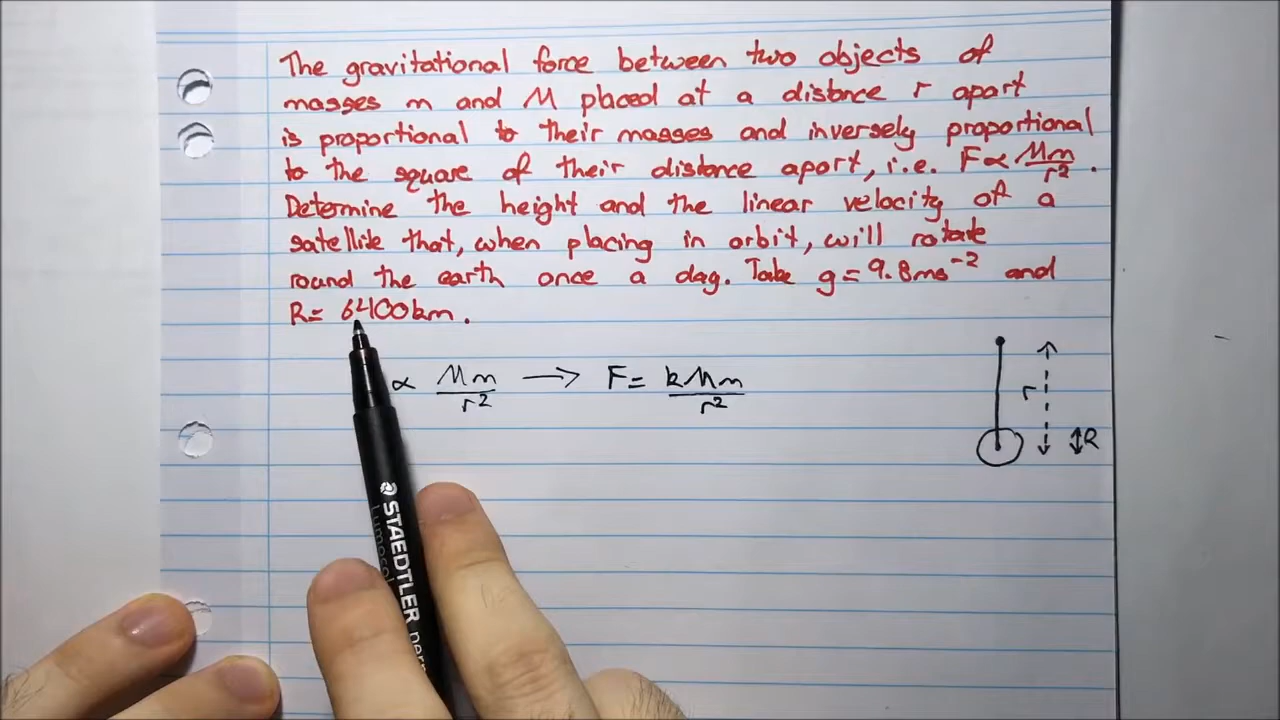 The gravitational force between two objects of
masses m and M placed at a distance r apart
is proportional to their masses and inversely proportional
to the square of their distance apart, i.e. F∝ Mm/r² .
Determine the height and the linear velocity of a
satellite that, when placing in orbit, will rotate
round the earth once a day. Take g = 9.8ms⁻² and
R= 6400km.
∝ Mm/r² → F= kMm/r²
r
R
STAEDTLER